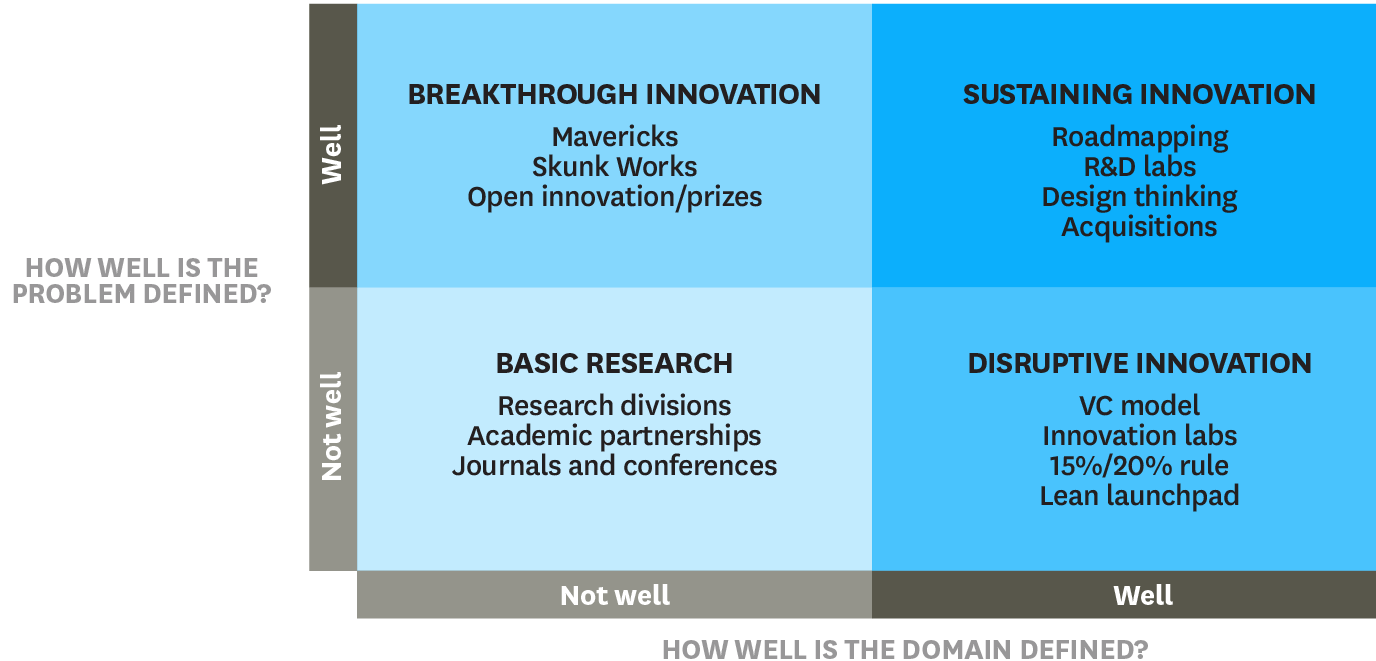 HOW WELL IS THE
PROBLEM DEFINED?
Well
BREAKTHROUGH INNOVATION
Mavericks
Skunk Works
Open innovation/prizes
SUSTAINING INNOVATION
Roadmapping
R&D labs
Design thinking
Acquisitions
Not well
BASIC RESEARCH
Research divisions
Academic partnerships
Journals and conferences
DISRUPTIVE INNOVATION
VC model
Innovation labs
15%/20% rule
Lean launchpad
Not well
Well
HOW WELL IS THE DOMAIN DEFINED?